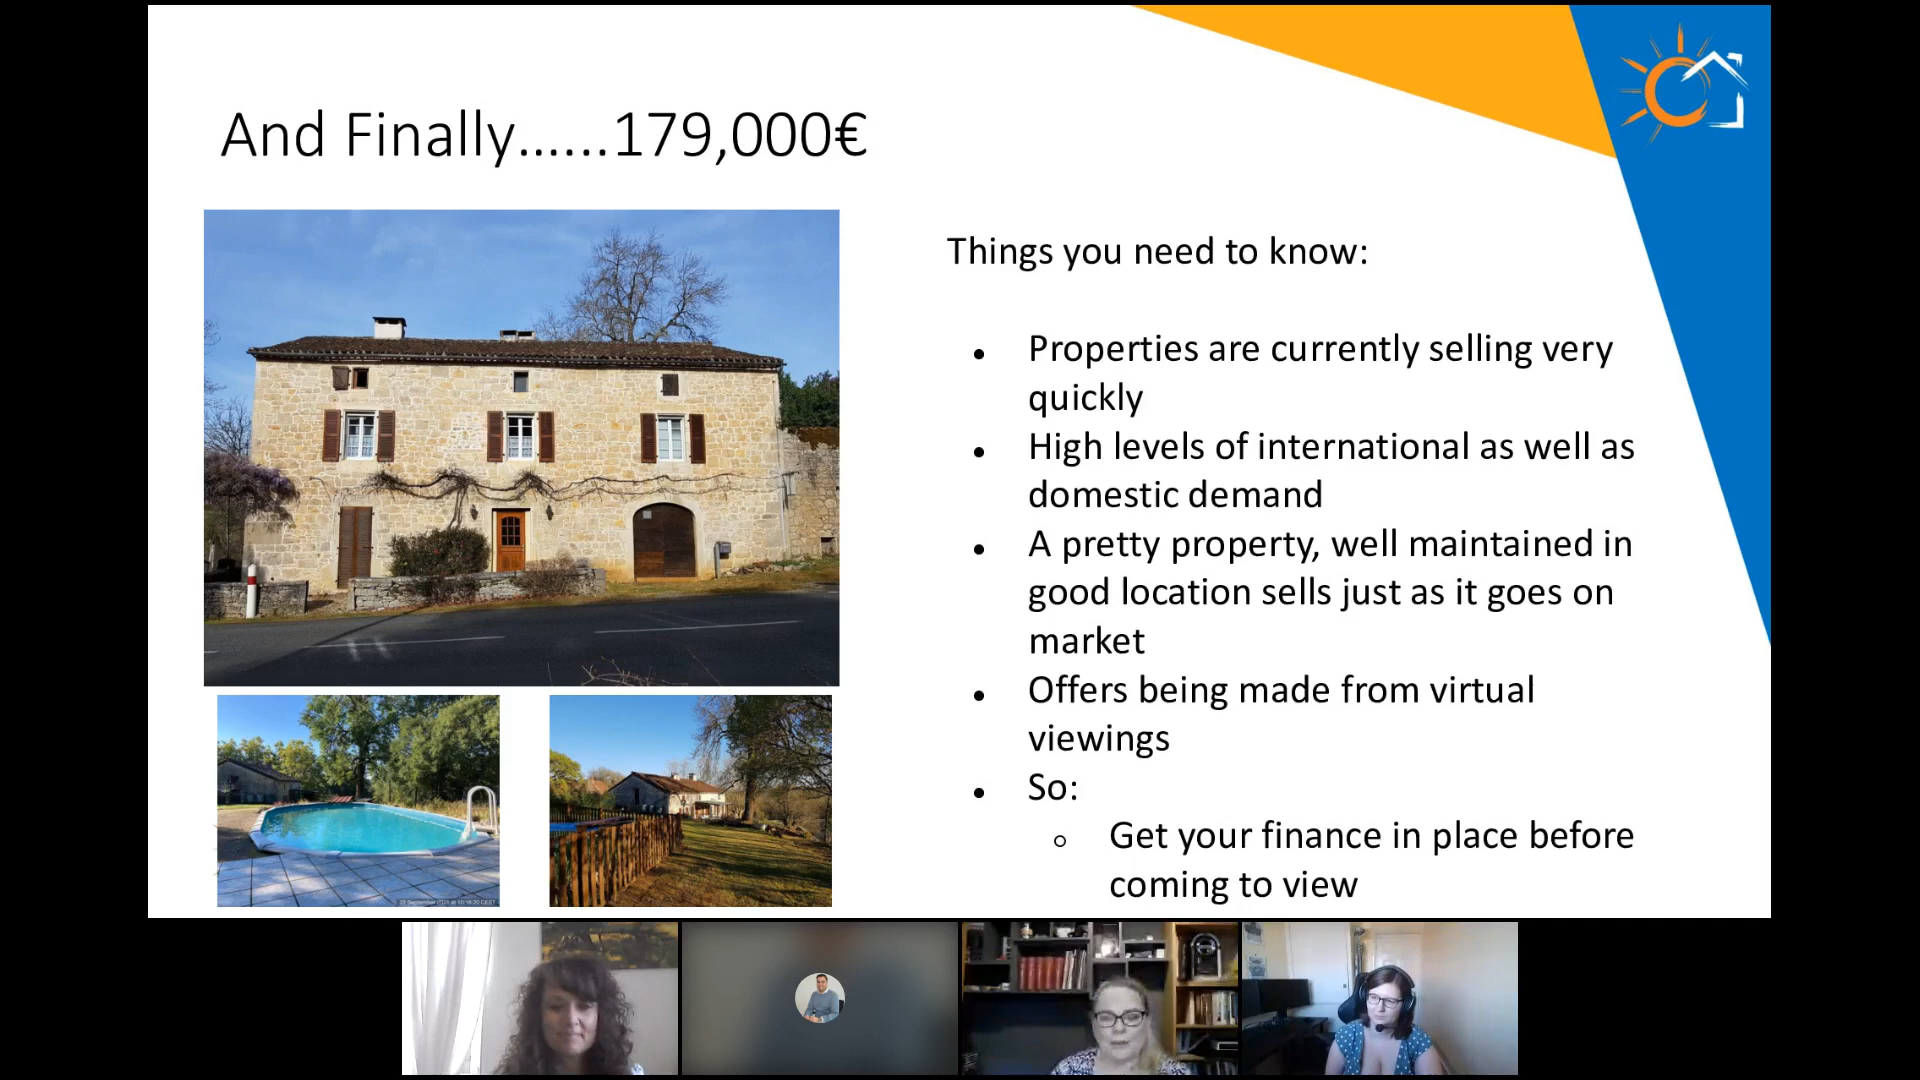 And Finally......179,000€
Things you need to know:
Properties are currently selling very
quickly
High levels of international as well as
domestic demand
A pretty property, well maintained in
good location sells just as it goes on
market
Offers being made from virtual
viewings
So:
Get your finance in place before
coming to view